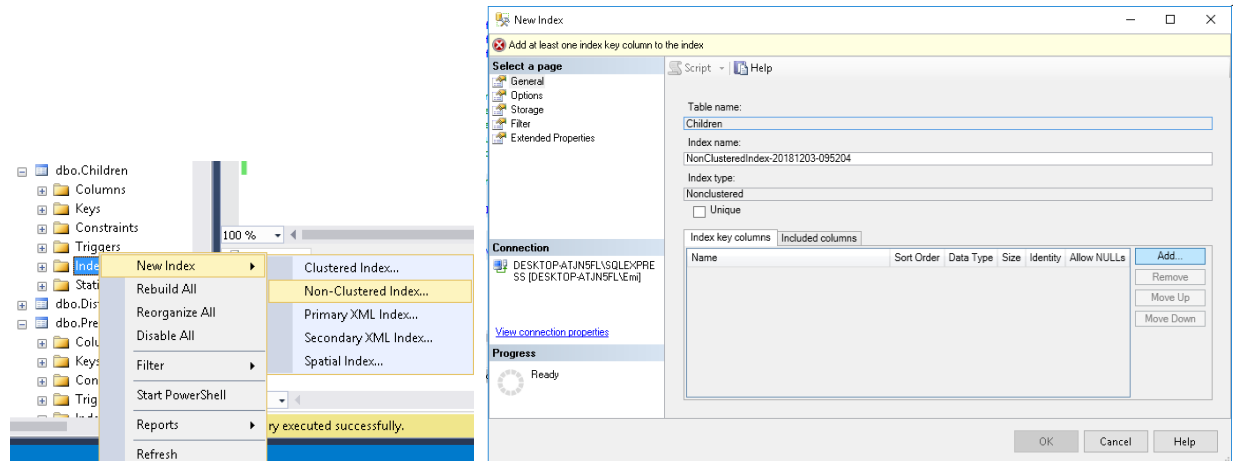 dbo.Children
Columns
Keys
Constraints
Triggers
Inde
Stati
dbo.Dis
dbo.Pre
Colu
Keys
Con
Trig
New Index
Rebuild All
Reorganize All
Disable All
Filter
Start PowerShell
Reports
Refresh
Clustered Index...
Non-Clustered Index...
Primary XML Index...
Secondary XML Index...
Spatial Index...
100 %
ry executed successfully.
New Index
Add at least one index key column to the index
Select a page
General
Options
Storage
Filter
Extended Properties
Connection
DESKTOP-ATJN5FL\SQLEXPRE
SS [DESKTOP-ATJN5FL\Emi]
View connection properties
Progress
Ready
Script Help
Table name:
Children
Index name:
NonClusteredIndex-20181203-095204
Index type:
Nonclustered
Unique
Index key columns Included columns
Name Sort Order Data Type Size Identity Allow NULLs
Add...
Remove
Move Up
Move Down
OK Cancel Help